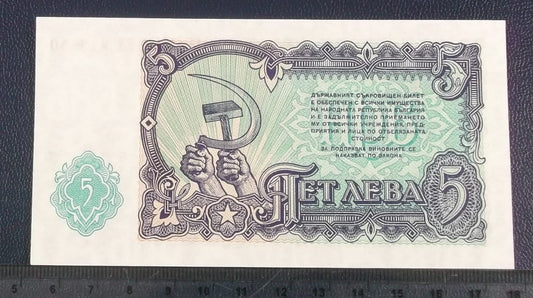 5
5
ДЪРЖАВНИЯТ СЪКРОВИЩЕН БИЛЕТ
Е ОБЕЗПЕЧЕН С ВСИЧКИ ИМУЩЕСТВА
НА НАРОДНАТА РЕПУБЛИКА БЪЛГАРИЯ
И Е ЗАДЪЛЖИТЕЛНО ПРИЕМАНЕТО
МУ ОТ ВСИЧКИ УЧРЕЖДЕНИЯ, ПРЕД
ПРИЯТИЯ И ЛИЦА ПО ОТБЕЛЯЗАНАТА
СТОЙНОСТ
ЗА ПОДПРАВКА ВИНОВНИТЕ СЕ
НАКАЗВАТ ПО ЗАКОНА
5
ПЕТ ЛЕВА
5
5 6 7 8 9 10 11 12 13 14 15 16 17 18